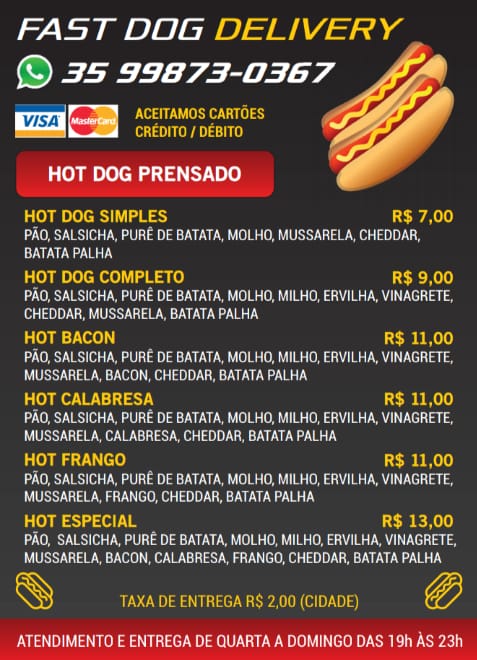 FAST DOG DELIVERY
35 99873-0367
VISA MasterCard ACEITAMOS CARTÕES
CRÉDITO / DÉBITO
HOT DOG PRENSADO
HOT DOG SIMPLES R$ 7,00
PÃO, SALSICHA, PURÊ DE BATATA, MOLHO, MUSSARELA, CHEDDAR,
BATATA PALHA
HOT DOG COMPLETO R$ 9,00
PÃO, SALSICHA, PURÊ DE BATATA, MOLHO, MILHO, ERVILHA, VINAGRETE,
CHEDDAR, MUSSARELA, BATATA PALHA
HOT BACON R$ 11,00
PÃO, SALSICHA, PURÊ DE BATATA, MOLHO, MILHO, ERVILHA, VINAGRETE,
MUSSARELA, BACON, CHEDDAR, BATATA PALHA
HOT CALABRESA R$ 11,00
PÃO, SALSICHA, PURÊ DE BATATA, MOLHO, MILHO, ERVILHA, VINAGRETE,
MUSSARELA, CALABRESA, CHEDDAR, BATATA PALHA
HOT FRANGO R$ 11,00
PÃO, SALSICHA, PURÊ DE BATATA, MOLHO, MILHO, ERVILHA, VINAGRETE,
MUSSARELA, FRANGO, CHEDDAR, BATATA PALHA
HOT ESPECIAL R$ 13,00
PÃO, SALSICHA, PURÊ DE BATATA, MOLHO, MILHO, ERVILHA, VINAGRETE,
MUSSARELA, BACON, CALABRESA, FRANGO, CHEDDAR, BATATA PALHA
TAXA DE ENTREGA R$ 2,00 (CIDADE)
ATENDIMENTO E ENTREGA DE QUARTA A DOMINGO DAS 19h ÀS 23h